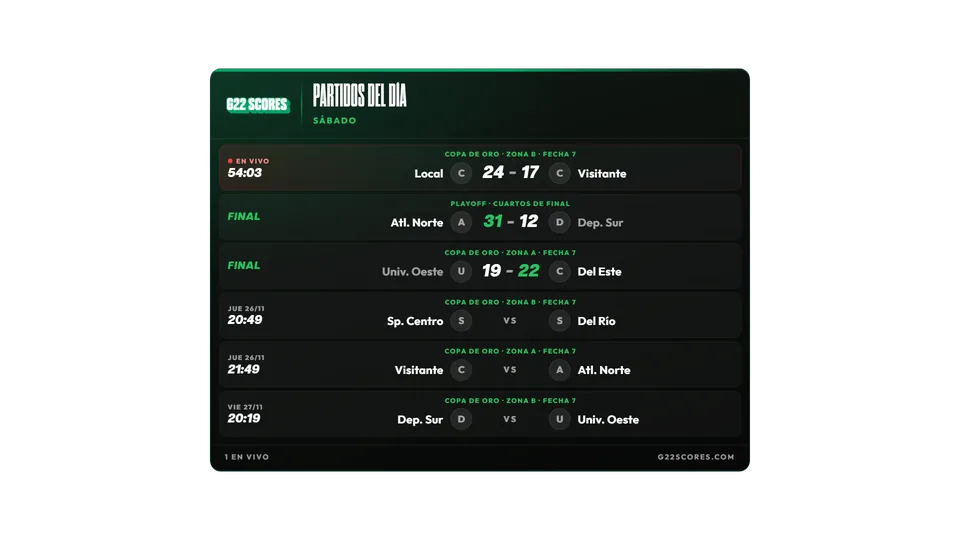 G22 SCORES
PARTIDOS DEL DÍA
SÁBADO
COPA DE ORO · ZONA B · FECHA 7
EN VIVO
54:03
Local C 24 - 17 C Visitante
PLAYOFF · CUARTOS DE FINAL
FINAL
Atl. Norte A 31 - 12 D Dep. Sur
COPA DE ORO · ZONA A · FECHA 7
FINAL
Univ. Oeste U 19 - 22 C Del Este
COPA DE ORO · ZONA B · FECHA 7
JUE 26/11
20:49
Sp. Centro S VS S Del Río
COPA DE ORO · ZONA A · FECHA 7
JUE 26/11
21:49
Visitante C VS A Atl. Norte
COPA DE ORO · ZONA B · FECHA 7
VIE 27/11
20:19
Dep. Sur D VS U Univ. Oeste
1 EN VIVO
G22SCORES.COM